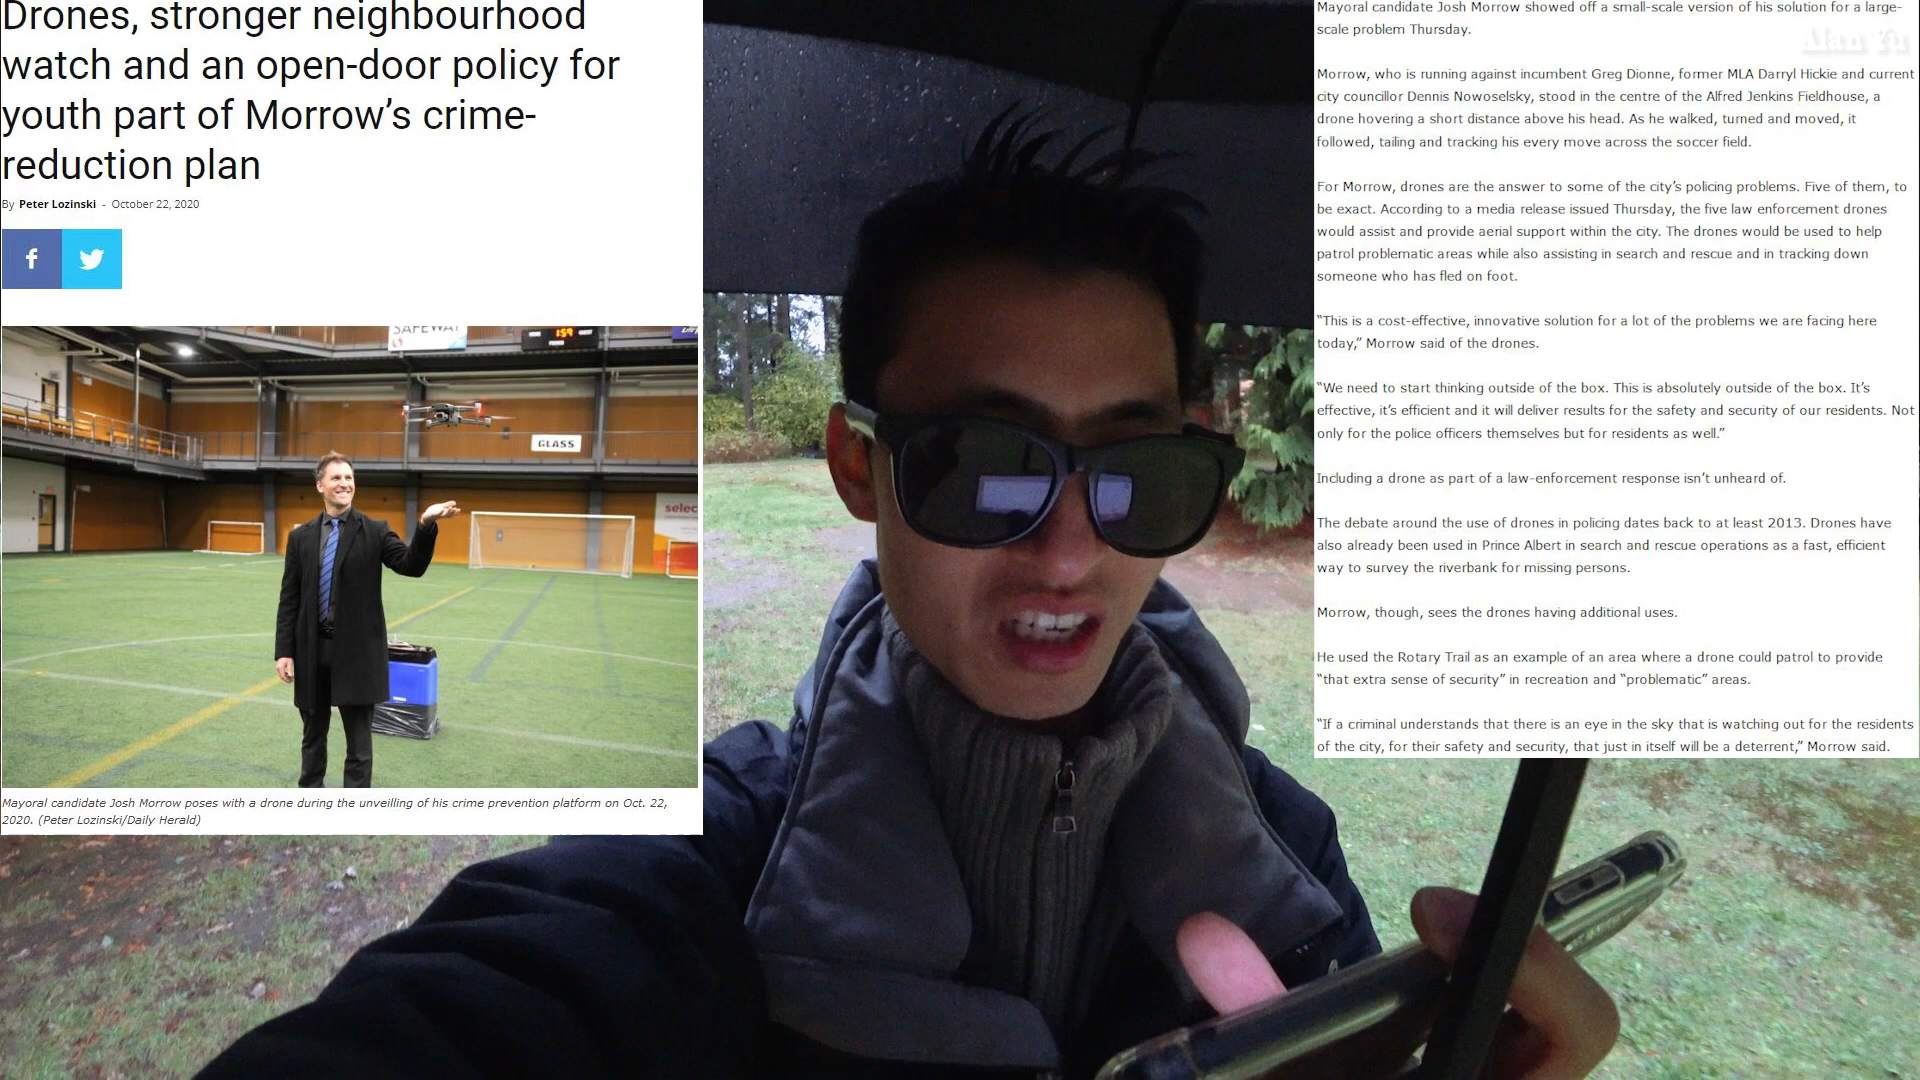 Drones, stronger neighbourhood
watch and an open-door policy for
youth part of Morrow’s crime-
reduction plan
By Peter Lozinski - October 22, 2020
f
SAFEWAY
1:59
GLASS
selec
Mayoral candidate Josh Morrow poses with a drone during the unveilling of his crime prevention platform on Oct. 22,
2020. (Peter Lozinski/Daily Herald)
Mayoral candidate Josh Morrow showed off a small-scale version of his solution for a large-
scale problem Thursday.
Alan Yu
Morrow, who is running against incumbent Greg Dionne, former MLA Darryl Hickie and current
city councillor Dennis Nowoselsky, stood in the centre of the Alfred Jenkins Fieldhouse, a
drone hovering a short distance above his head. As he walked, turned and moved, it
followed, tailing and tracking his every move across the soccer field.
For Morrow, drones are the answer to some of the city’s policing problems. Five of them, to
be exact. According to a media release issued Thursday, the five law enforcement drones
would assist and provide aerial support within the city. The drones would be used to help
patrol problematic areas while also assisting in search and rescue and in tracking down
someone who has fled on foot.
“This is a cost-effective, innovative solution for a lot of the problems we are facing here
today,” Morrow said of the drones.
“We need to start thinking outside of the box. This is absolutely outside of the box. It’s
effective, it’s efficient and it will deliver results for the safety and security of our residents. Not
only for the police officers themselves but for residents as well.”
Including a drone as part of a law-enforcement response isn’t unheard of.
The debate around the use of drones in policing dates back to at least 2013. Drones have
also already been used in Prince Albert in search and rescue operations as a fast, efficient
way to survey the riverbank for missing persons.
Morrow, though, sees the drones having additional uses.
He used the Rotary Trail as an example of an area where a drone could patrol to provide
“that extra sense of security” in recreation and “problematic” areas.
“If a criminal understands that there is an eye in the sky that is watching out for the residents
of the city, for their safety and security, that just in itself will be a deterrent,” Morrow said.